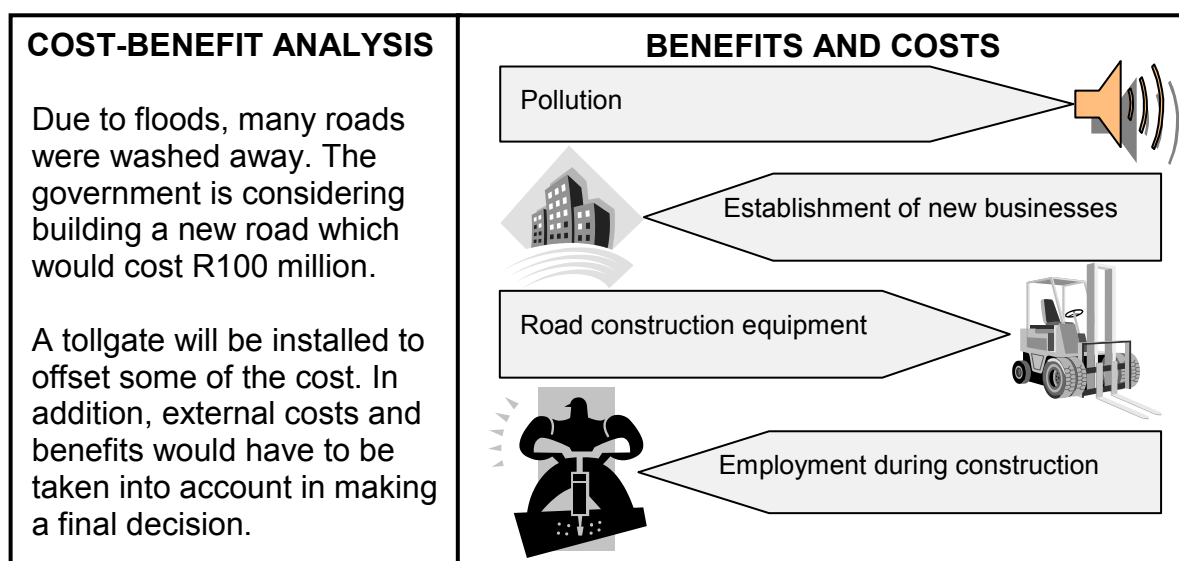 COST-BENEFIT ANALYSIS
Due to floods, many roads
were washed away. The
government is considering
building a new road which
would cost R100 million.
A tollgate will be installed to
offset some of the cost. In
addition, external costs and
benefits would have to be
taken into account in making
a final decision.
BENEFITS AND COSTS
Pollution
Establishment of new businesses
Road construction equipment
Employment during construction